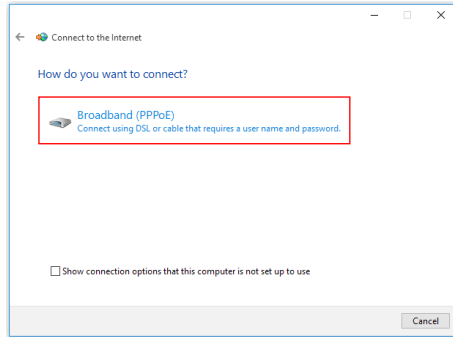 Connect to the Internet
How do you want to connect?
Broadband (PPPoE)
Connect using DSL or cable that requires a user name and password.
Show connection options that this computer is not set up to use
Cancel